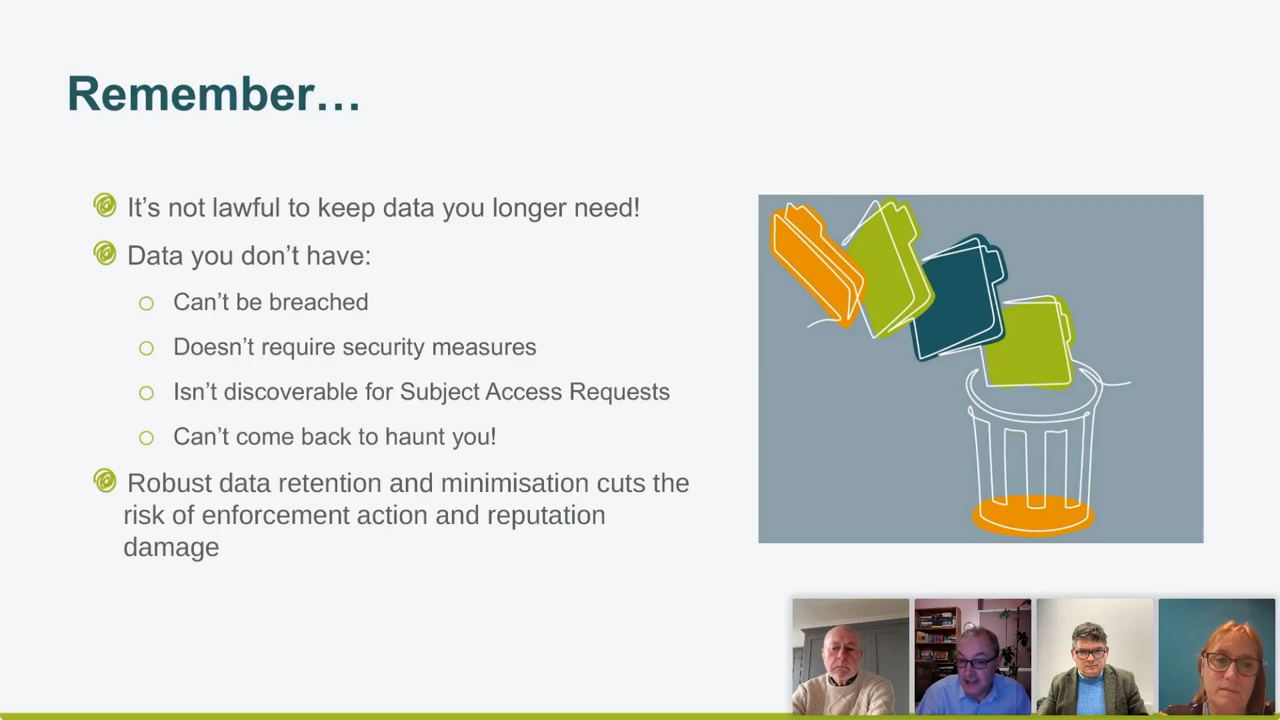 Remember…
It’s not lawful to keep data you longer need!
Data you don’t have:
Can’t be breached
Doesn’t require security measures
Isn’t discoverable for Subject Access Requests
Can’t come back to haunt you!
Robust data retention and minimisation cuts the
risk of enforcement action and reputation
damage